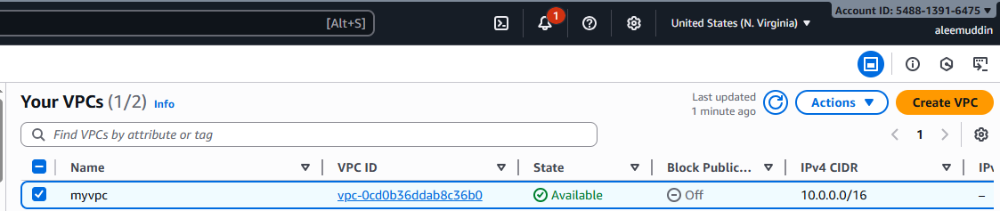 Account ID: 5488-1391-6475
[Alt+S]
1
United States (N. Virginia)
aleemuddin
Your VPCs (1/2) Info
Last updated
1 minute ago
Actions
Create VPC
Find VPCs by attribute or tag
1
Name VPC ID State Block Public... IPv4 CIDR IPv
myvpc vpc-0cd0b36ddab8c36b0 Available Off 10.0.0.0/16 –